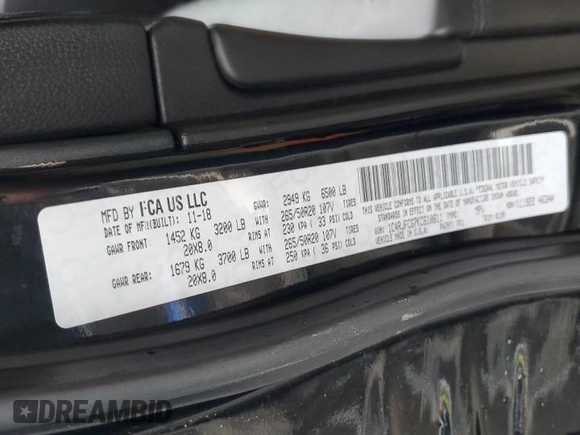 MFD BY FCA US LLC
DATE OF MFR(BUILT): 11-18 GVWR: 2949 KG 6500 LB
GAWR FRONT: 1452 KG 3200 LB WITH 265/50R20 107V TIRES
20X8.0 RIMS AT 230 KPA ( 33 PSI) COLD
GAWR REAR: 1679 KG 3700 LB WITH 265/50R20 107V TIRES
20X8.0 RIMS AT 250 KPA ( 36 PSI) COLD
THIS VEHICLE CONFORMS TO ALL APPLICABLE U.S.A. FEDERAL MOTOR VEHICLE SAFETY
STANDARDS IN EFFECT ON THE DATE OF MANUFACTURE SHOWN ABOVE.
VIN: TYPE:
PAINT:
DREAMBID